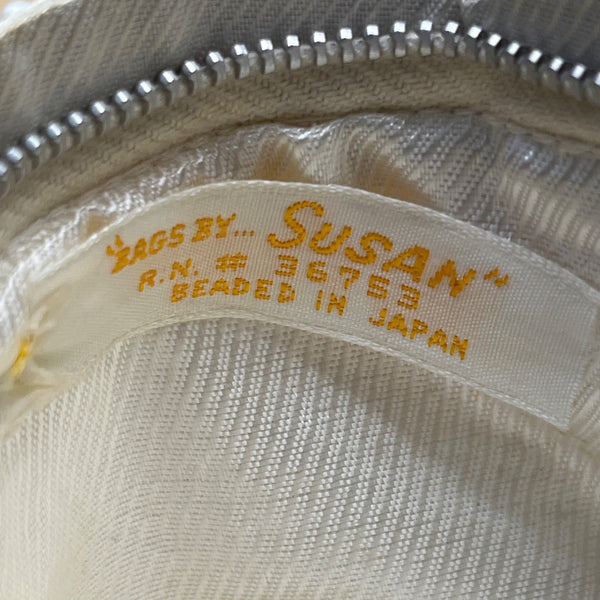 "BAGS BY... SUSAN"
R.N. # 36753
BEADED IN JAPAN